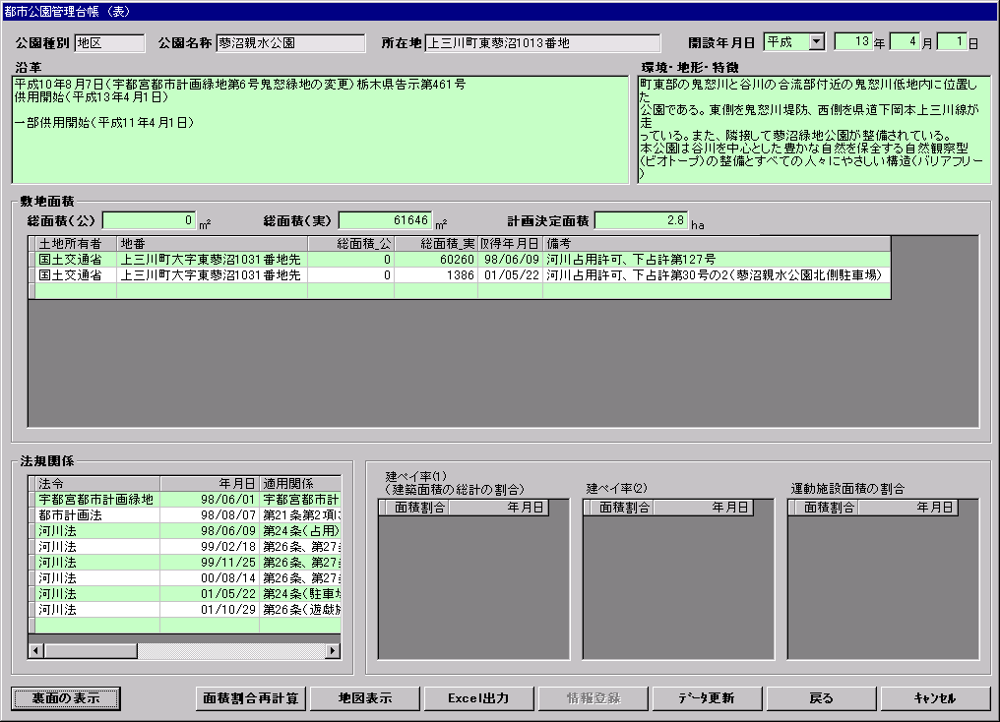 都市公園管理台帳 (表)
公園種別 地区 公園名称 蓼沼親水公園 所在地 上三川町東蓼沼1013番地 開設年月日 平成 13 年 4 月 1 日
沿革
平成10年8月7日(宇都宮都市計画緑地第6号鬼怒緑地の変更)栃木県告示第461号
供用開始(平成13年4月1日)
一部供用開始(平成11年4月1日)
環境・地形・特徴
町東部の鬼怒川と谷川の合流部付近の鬼怒川低地内に位置し
た
公園である。東側を鬼怒川堤防、西側を県道下岡本上三川線が
走
っている。また、隣接して蓼沼緑地公園が整備されている。
本公園は谷川を中心とした豊かな自然を保全する自然観察型
(ビオトープ)の整備とすべての人々にやさしい構造(バリアフリー
)
敷地面積
総面積(公) 0 ㎡ 総面積(実) 61646 ㎡ 計画決定面積 2.8 ha
土地所有者 地番 総面積_公 総面積_実 取得年月日 備考
国土交通省 上三川町大字東蓼沼1031番地先 0 60260 98/06/09 河川占用許可、下占許第127号
国土交通省 上三川町大字東蓼沼1031番地先 0 1386 01/05/22 河川占用許可、下占許第30号の2(蓼沼親水公園北側駐車場)
法規関係
法令 年月日 適用関係
宇都宮都市計画緑地 98/06/01 宇都宮都市計
都市計画法 98/08/07 第21条第2項に
河川法 98/06/09 第24条(占用)
河川法 99/02/18 第26条、第27条
河川法 99/11/25 第26条、第27条
河川法 00/08/14 第26条、第27条
河川法 01/05/22 第24条(駐車場
河川法 01/10/29 第26条(遊戯施
建ペイ率(1)
(建築面積の総計の割合)
面積割合 年月日
建ペイ率(2)
面積割合 年月日
運動施設面積の割合
面積割合 年月日
裏面の表示 面積割合再計算 地図表示 Excel出力 情報登録 ﾃﾞｰﾀ更新 戻る ｷｬﾝｾﾙ